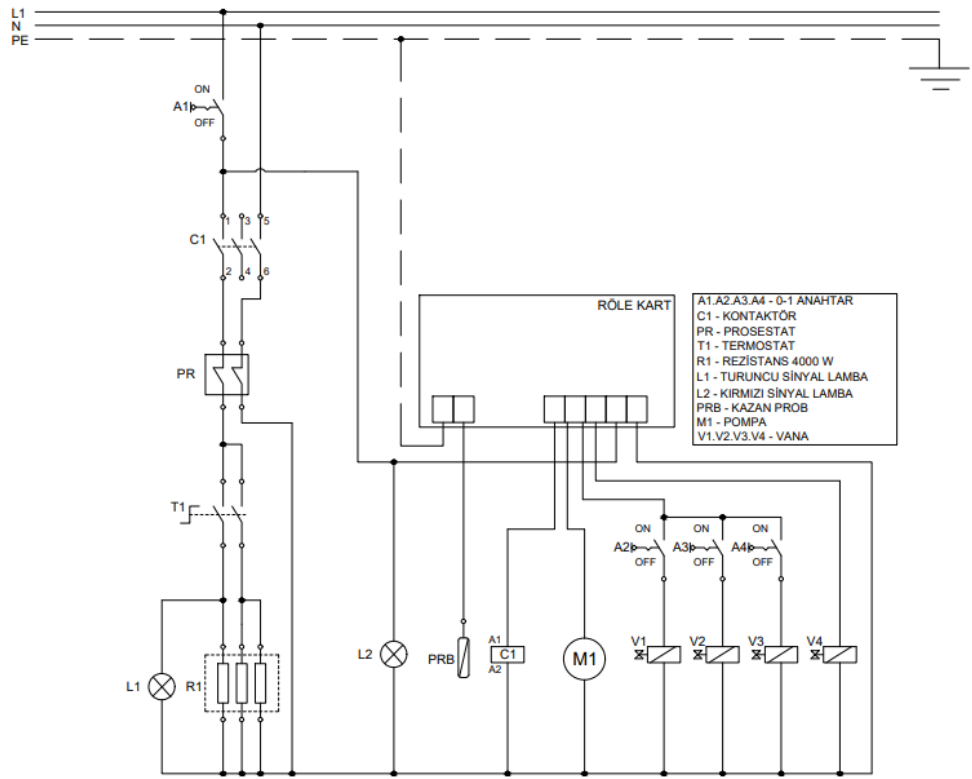 L1
N
PE
ON
A1
OFF
1 3 5
C1
2 4 6
PR
T1
L1
R1
L2
PRB
RÖLE KART
A1
C1
A2
M1
ON ON ON
A2 A3 A4
OFF OFF OFF
V1 V2 V3 V4
A1.A2.A3.A4 - 0-1 ANAHTAR
C1 - KONTAKTÖR
PR - PROSESTAT
T1 - TERMOSTAT
R1 - REZİSTANS 4000 W
L1 - TURUNCU SİNYAL LAMBA
L2 - KIRMIZI SİNYAL LAMBA
PRB - KAZAN PROB
M1 - POMPA
V1.V2.V3.V4 - VANA